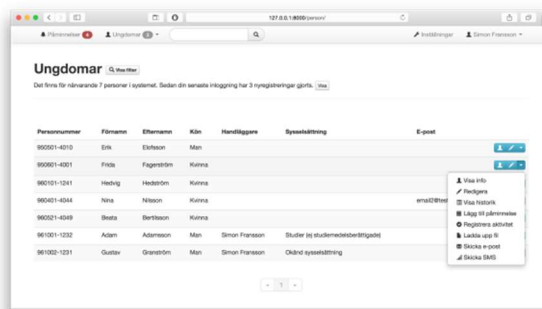 127.0.0.1:8000/person/
Påminnelser 4 Ungdomar Inställningar Simon Fransson
Ungdomar Visa filter
Det finns för närvarande 7 personer i systemet. Sedan din senaste inloggning har 3 nyregistreringar gjorts. Visa
Personnummer Förnamn Efternamn Kön Handläggare Sysselsättning E-post
950501-4010 Erik Elofsson Man
950601-4001 Frida Fagerström Kvinna
960101-1241 Hedvig Hedström Kvinna
960401-4044 Nina Nilsson Kvinna email2@test
960521-4049 Beata Bertilsson Kvinna
961001-1232 Adam Adamsson Man Simon Fransson Studier (ej studiemedelsberättigade)
961002-1231 Gustav Granström Man Simon Fransson Okänd sysselsättning
Visa info
Redigera
Visa historik
Lägg till påminnelse
Registrera aktivitet
Ladda upp fil
Skicka e-post
Skicka SMS
« 1 »